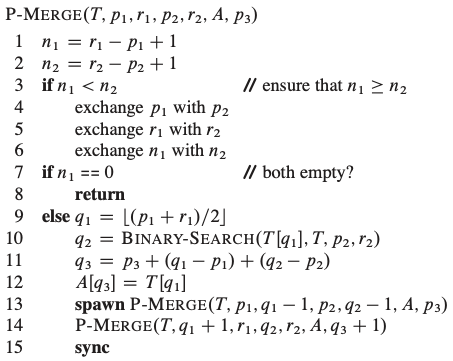 P-MERGE(T, p₁, r₁, p₂, r₂, A, p₃)
1 n₁ = r₁ − p₁ + 1
2 n₂ = r₂ − p₂ + 1
3 if n₁ < n₂ // ensure that n₁ ≥ n₂
4 exchange p₁ with p₂
5 exchange r₁ with r₂
6 exchange n₁ with n₂
7 if n₁ == 0 // both empty?
8 return
9 else q₁ = ⌊(p₁ + r₁)/2⌋
10 q₂ = BINARY-SEARCH(T[q₁], T, p₂, r₂)
11 q₃ = p₃ + (q₁ − p₁) + (q₂ − p₂)
12 A[q₃] = T[q₁]
13 spawn P-MERGE(T, p₁, q₁ − 1, p₂, q₂ − 1, A, p₃)
14 P-MERGE(T, q₁ + 1, r₁, q₂, r₂, A, q₃ + 1)
15 sync